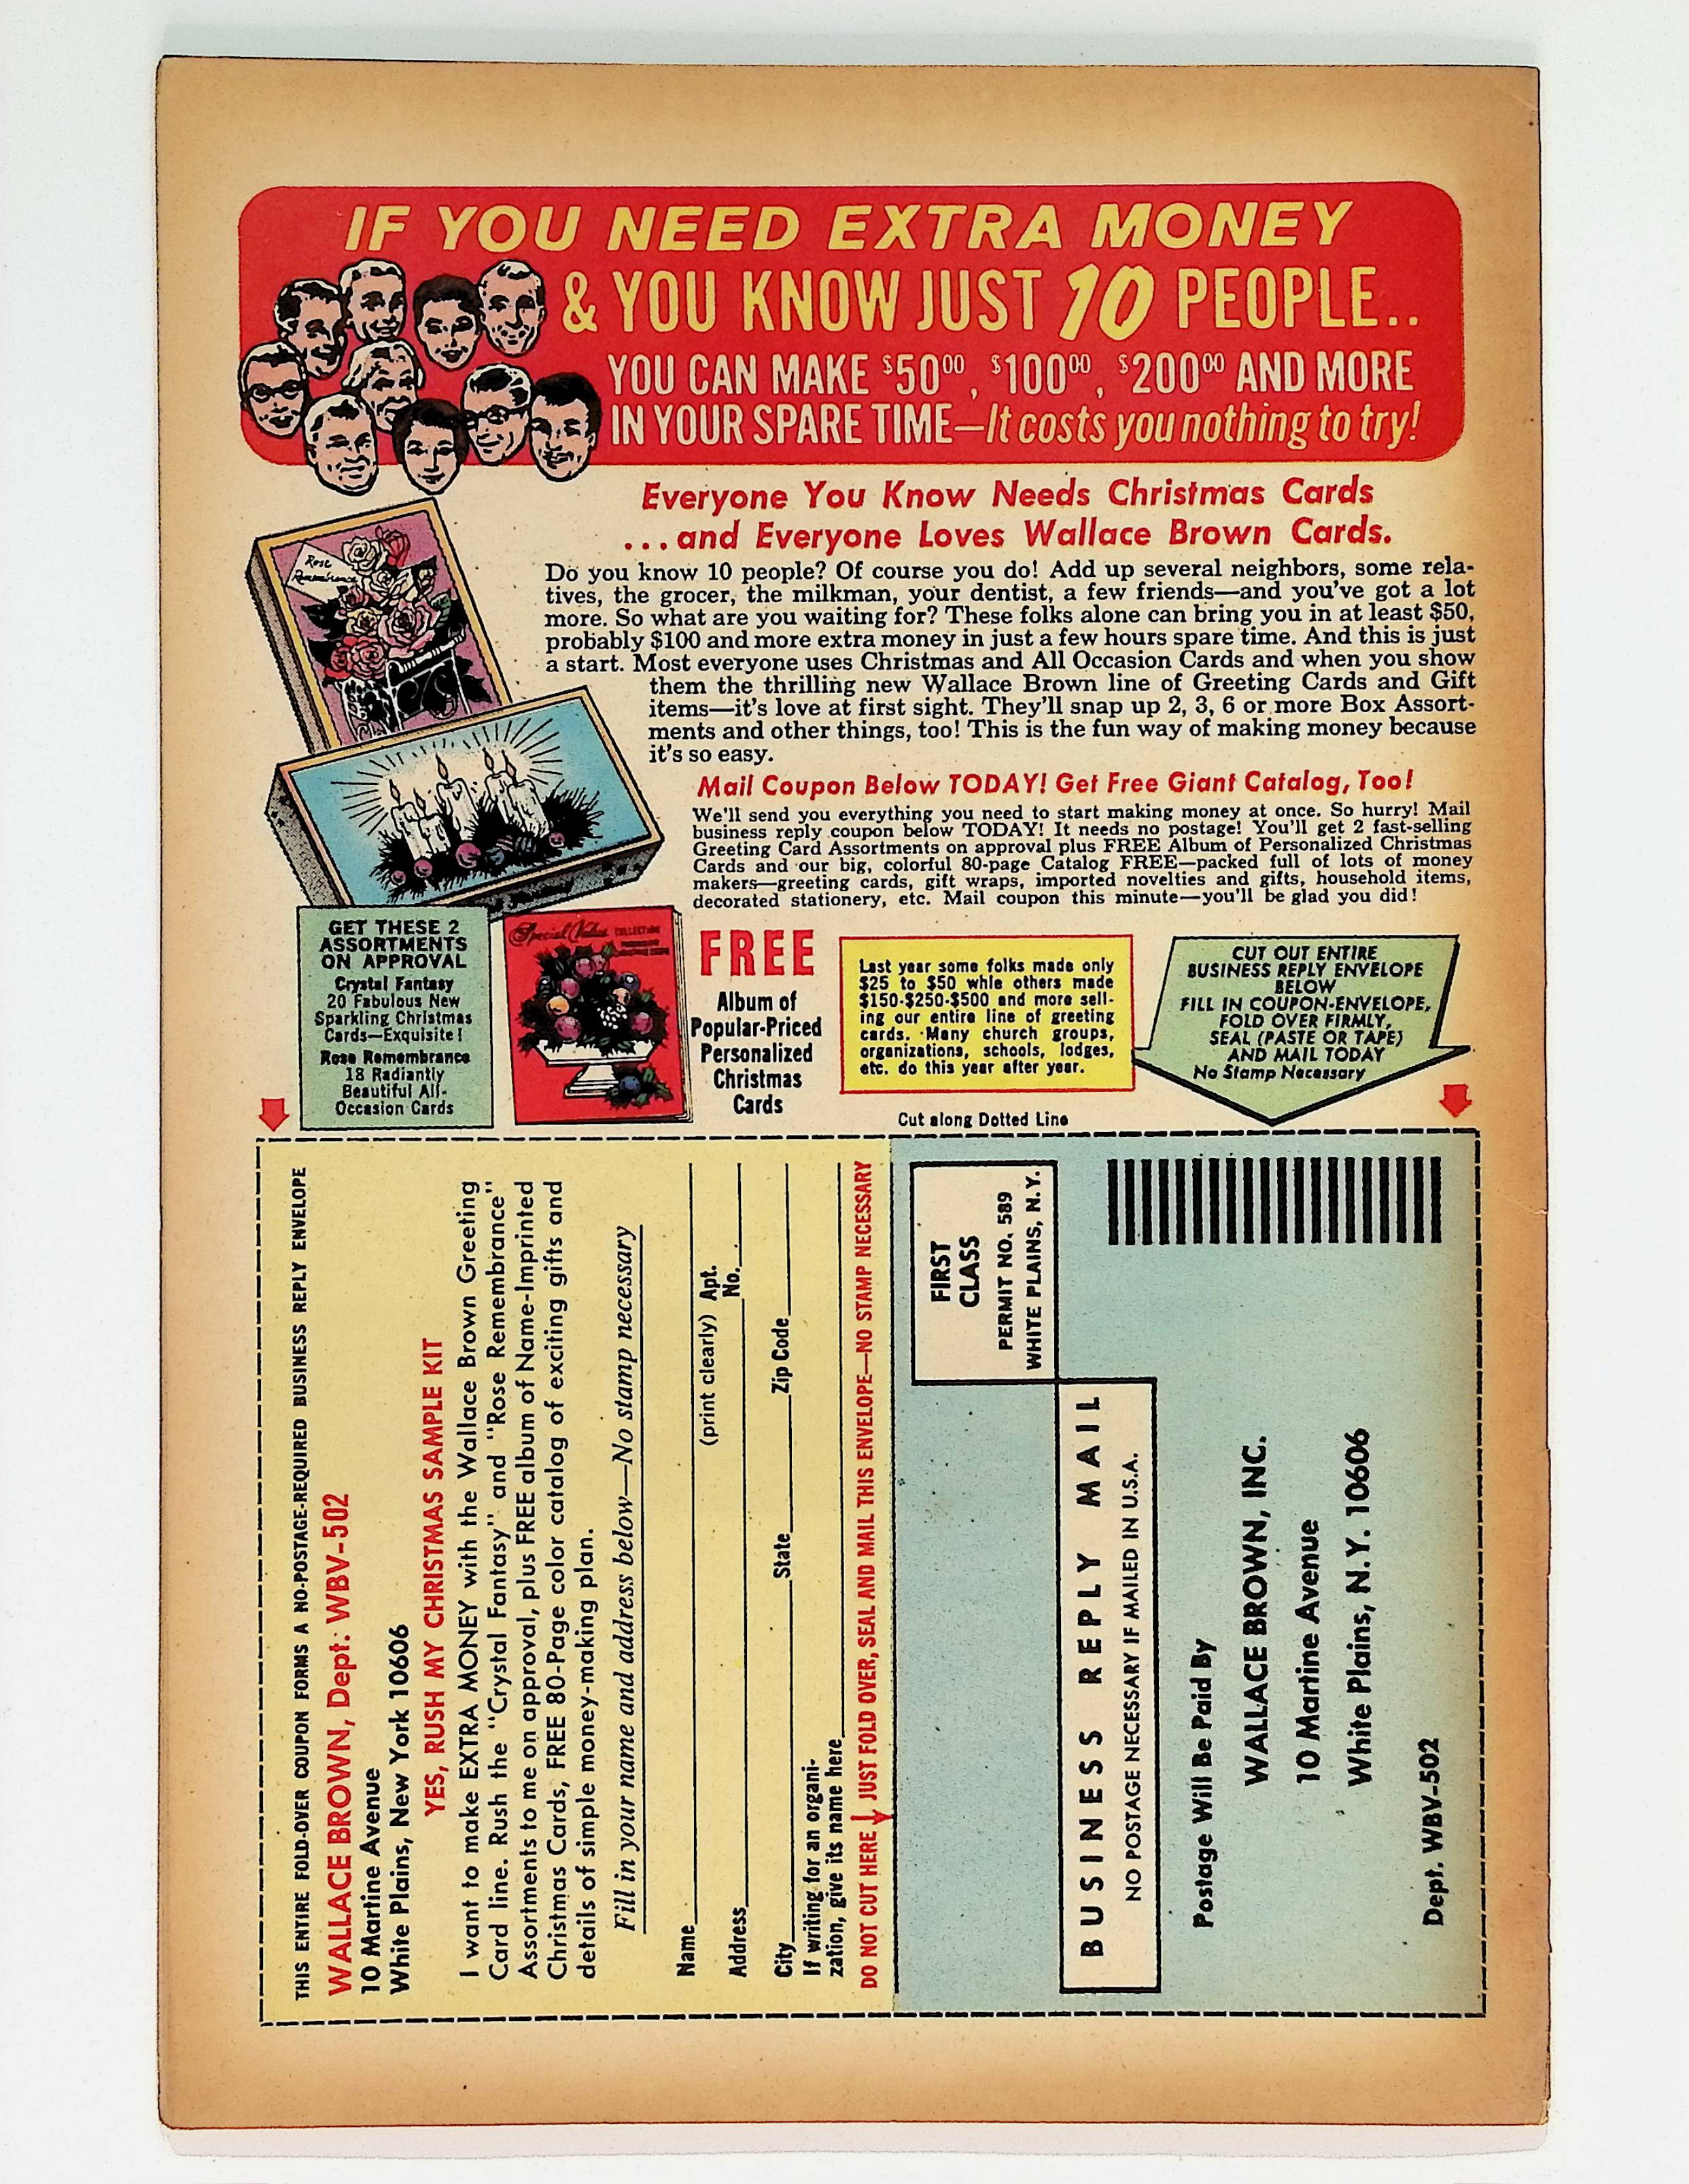 IF YOU NEED EXTRA MONEY
& YOU KNOW JUST 10 PEOPLE..
YOU CAN MAKE $50⁰⁰, $100⁰⁰, $200⁰⁰ AND MORE
IN YOUR SPARE TIME—It costs you nothing to try!
Everyone You Know Needs Christmas Cards
...and Everyone Loves Wallace Brown Cards.
Rose
Remembrance
Do you know 10 people? Of course you do! Add up several neighbors, some rela-
tives, the grocer, the milkman, your dentist, a few friends—and you've got a lot
more. So what are you waiting for? These folks alone can bring you in at least $50,
probably $100 and more extra money in just a few hours spare time. And this is just
a start. Most everyone uses Christmas and All Occasion Cards and when you show
them the thrilling new Wallace Brown line of Greeting Cards and Gift
items—it's love at first sight. They'll snap up 2, 3, 6 or more Box Assort-
ments and other things, too! This is the fun way of making money because
it's so easy.
Mail Coupon Below TODAY! Get Free Giant Catalog, Too!
We'll send you everything you need to start making money at once. So hurry! Mail
business reply coupon below TODAY! It needs no postage! You'll get 2 fast-selling
Greeting Card Assortments on approval plus FREE Album of Personalized Christmas
Cards and our big, colorful 80-page Catalog FREE—packed full of lots of money
makers—greeting cards, gift wraps, imported novelties and gifts, household items,
decorated stationery, etc. Mail coupon this minute—you'll be glad you did!
GET THESE 2
ASSORTMENTS
ON APPROVAL
Crystal Fantasy
20 Fabulous New
Sparkling Christmas
Cards—Exquisite!
Rose Remembrance
18 Radiantly
Beautiful All-
Occasion Cards
Special Value COLLECTION
FREE
Album of
Popular-Priced
Personalized
Christmas
Cards
Last year some folks made only
$25 to $50 while others made
$150-$250-$500 and more sell-
ing our entire line of greeting
cards. Many church groups,
organizations, schools, lodges,
etc. do this year after year.
CUT OUT ENTIRE
BUSINESS REPLY ENVELOPE
BELOW
FILL IN COUPON-ENVELOPE,
FOLD OVER FIRMLY,
SEAL (PASTE OR TAPE)
AND MAIL TODAY
No Stamp Necessary
Cut along Dotted Line
THIS ENTIRE FOLD-OVER COUPON FORMS A NO-POSTAGE-REQUIRED BUSINESS REPLY ENVELOPE
WALLACE BROWN, Dept. WBV-502
10 Martine Avenue
White Plains, New York 10606
YES, RUSH MY CHRISTMAS SAMPLE KIT
I want to make EXTRA MONEY with the Wallace Brown Greeting
Card line. Rush the "Crystal Fantasy" and "Rose Remembrance"
Assortments to me on approval, plus FREE album of Name-Imprinted
Christmas Cards, FREE 80-Page color catalog of exciting gifts and
details of simple money-making plan.
Fill in your name and address below—No stamp necessary
Name
(print clearly) Apt.
Address No.
City State Zip Code
If writing for an organi-
zation, give its name here
DO NOT CUT HERE JUST FOLD OVER, SEAL AND MAIL THIS ENVELOPE—NO STAMP NECESSARY
FIRST
CLASS
PERMIT NO. 589
WHITE PLAINS, N.Y.
BUSINESS REPLY MAIL
NO POSTAGE NECESSARY IF MAILED IN U.S.A.
Postage Will Be Paid By
WALLACE BROWN, INC.
10 Martine Avenue
White Plains, N.Y. 10606
Dept. WBV-502